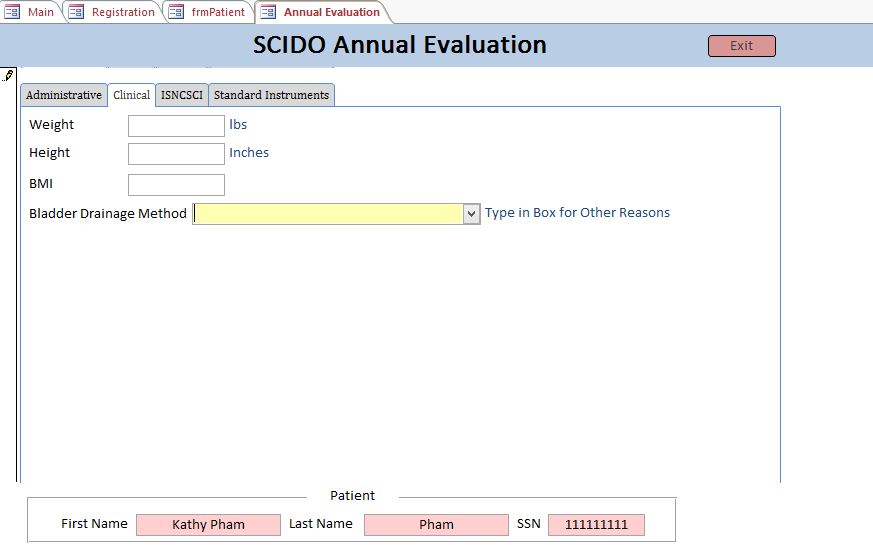 Main Registration frmPatient Annual Evaluation
SCIDO Annual Evaluation Exit
Administrative Clinical ISNCSCI Standard Instruments
Weight lbs
Height Inches
BMI
Bladder Drainage Method Type in Box for Other Reasons
Patient
First Name Kathy Pham Last Name Pham SSN 111111111